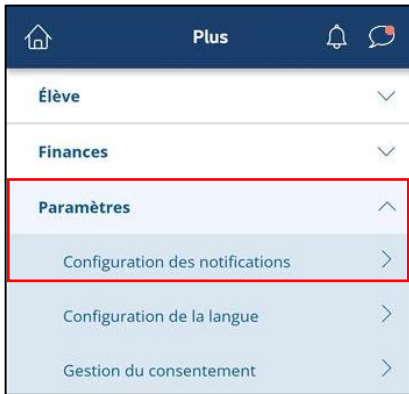 Plus
Élève
Finances
Paramètres
Configuration des notifications
Configuration de la langue
Gestion du consentement